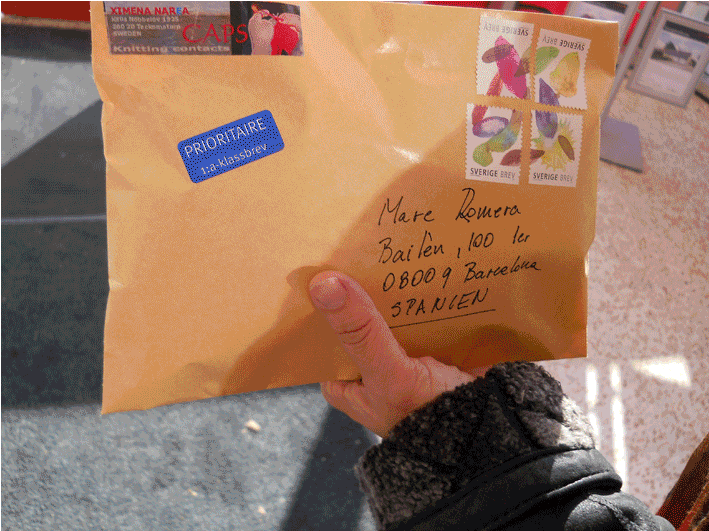 XIMENA NAREA
SWEDEN
CAPS
Knitting contacts
PRIORITAIRE
1:a-klassbrev
SVERIGE BREV
SVERIGE BREV
SVERIGE BREV
SVERIGE BREV
Marc Romera
Bailèn, 100 1er
08009 Barcelona
SPANIEN